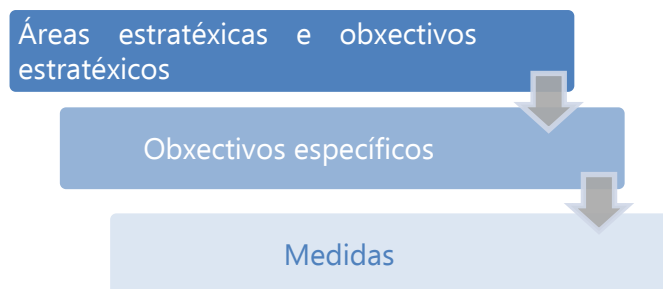 Áreas estratéxicas e obxectivos
estratéxicos
Obxectivos específicos
Medidas